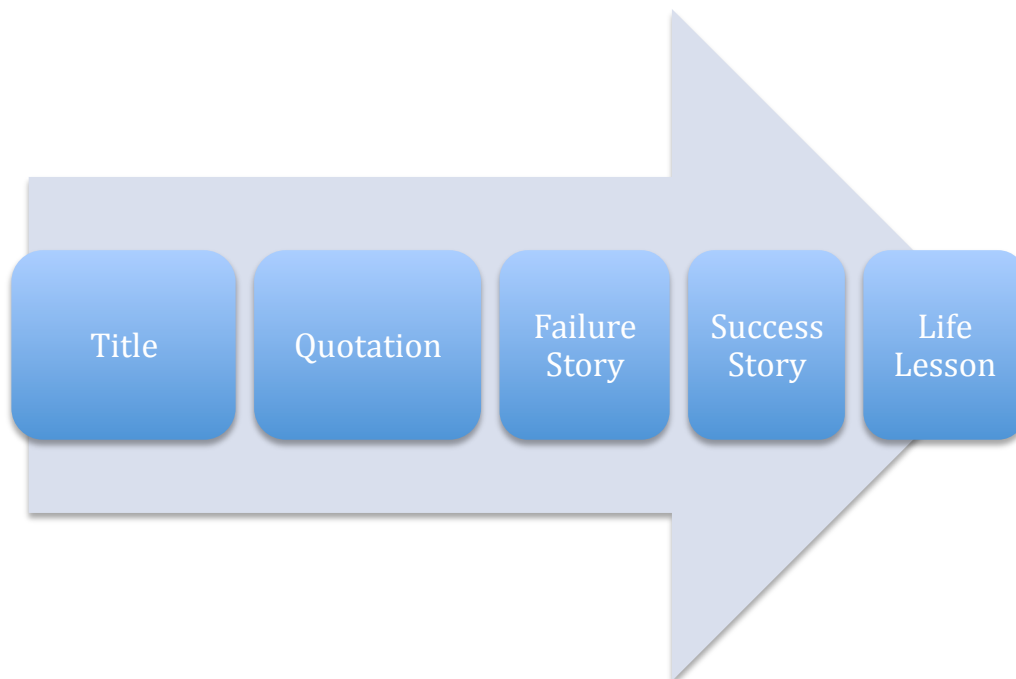 Title
Quotation
Failure
Story
Success
Story
Life
Lesson